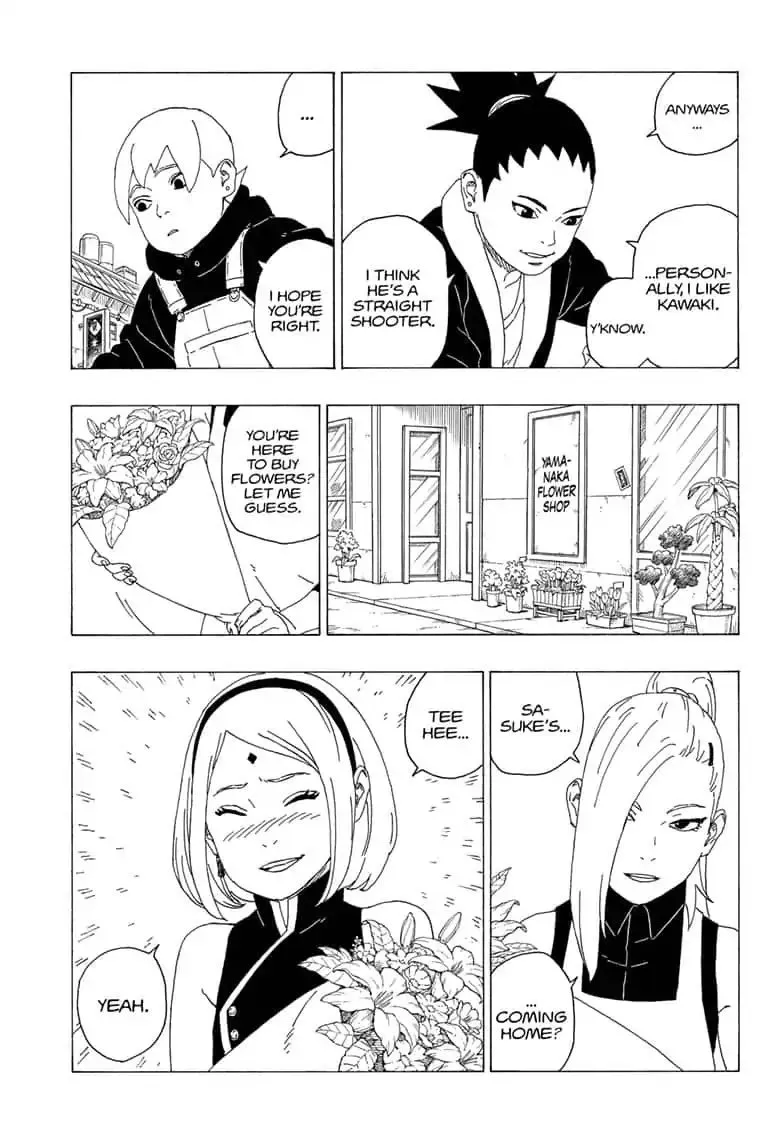 ANYWAYS
...
...PERSON-
ALLY, I LIKE
KAWAKI.
Y'KNOW.
I THINK
HE'S A
STRAIGHT
SHOOTER.
...
I HOPE
YOU'RE
RIGHT.
YAMA-
NAKA
FLOWER
SHOP
YOU'RE
HERE
TO BUY
FLOWERS?
LET ME
GUESS.
SA-
SUKE'S...
...
COMING
HOME?
TEE
HEE...
YEAH.